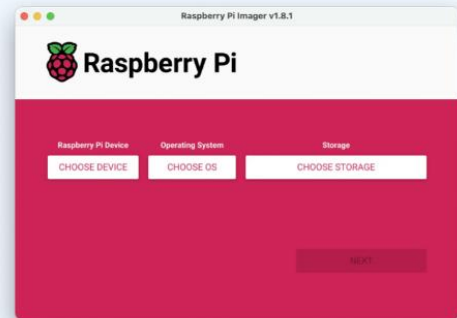 Raspberry Pi Imager v1.8.1
Raspberry Pi
Raspberry Pi Device
Operating System
Storage
CHOOSE DEVICE
CHOOSE OS
CHOOSE STORAGE
NEXT